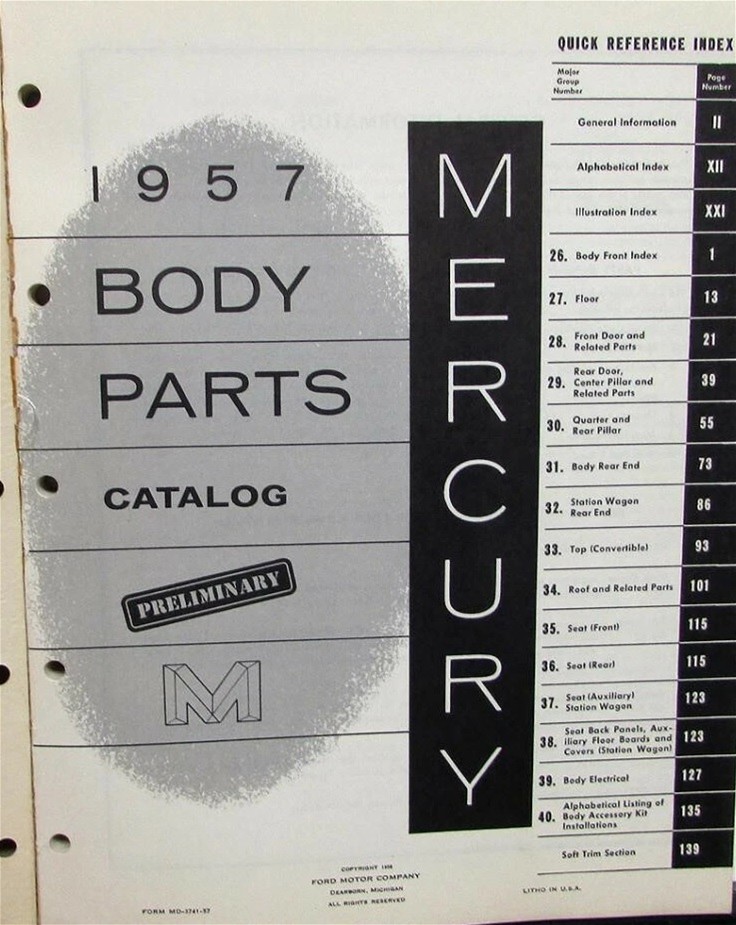 1957
BODY
PARTS
CATALOG
PRELIMINARY
M
MERCURY
QUICK REFERENCE INDEX
Major
Group
Number
Page
Number
General Information II
Alphabetical Index XII
Illustration Index XXI
26. Body Front Index 1
27. Floor 13
28. Front Door and
Related Parts 21
29. Rear Door,
Center Pillar and
Related Parts 39
30. Quarter and
Rear Pillar 55
31. Body Rear End 73
32. Station Wagon
Rear End 86
33. Top (Convertible) 93
34. Roof and Related Parts 101
35. Seat (Front) 115
36. Seat (Rear) 115
37. Seat (Auxiliary)
Station Wagon 123
38. Seat Back Panels, Aux-
iliary Floor Boards and
Covers (Station Wagon) 123
39. Body Electrical 127
40. Alphabetical Listing of
Body Accessory Kit
Installations 135
Soft Trim Section 139
COPYRIGHT 1956
FORD MOTOR COMPANY
DEARBORN, MICHIGAN
ALL RIGHTS RESERVED
LITHO IN U.S.A.
FORM MD-3741-57